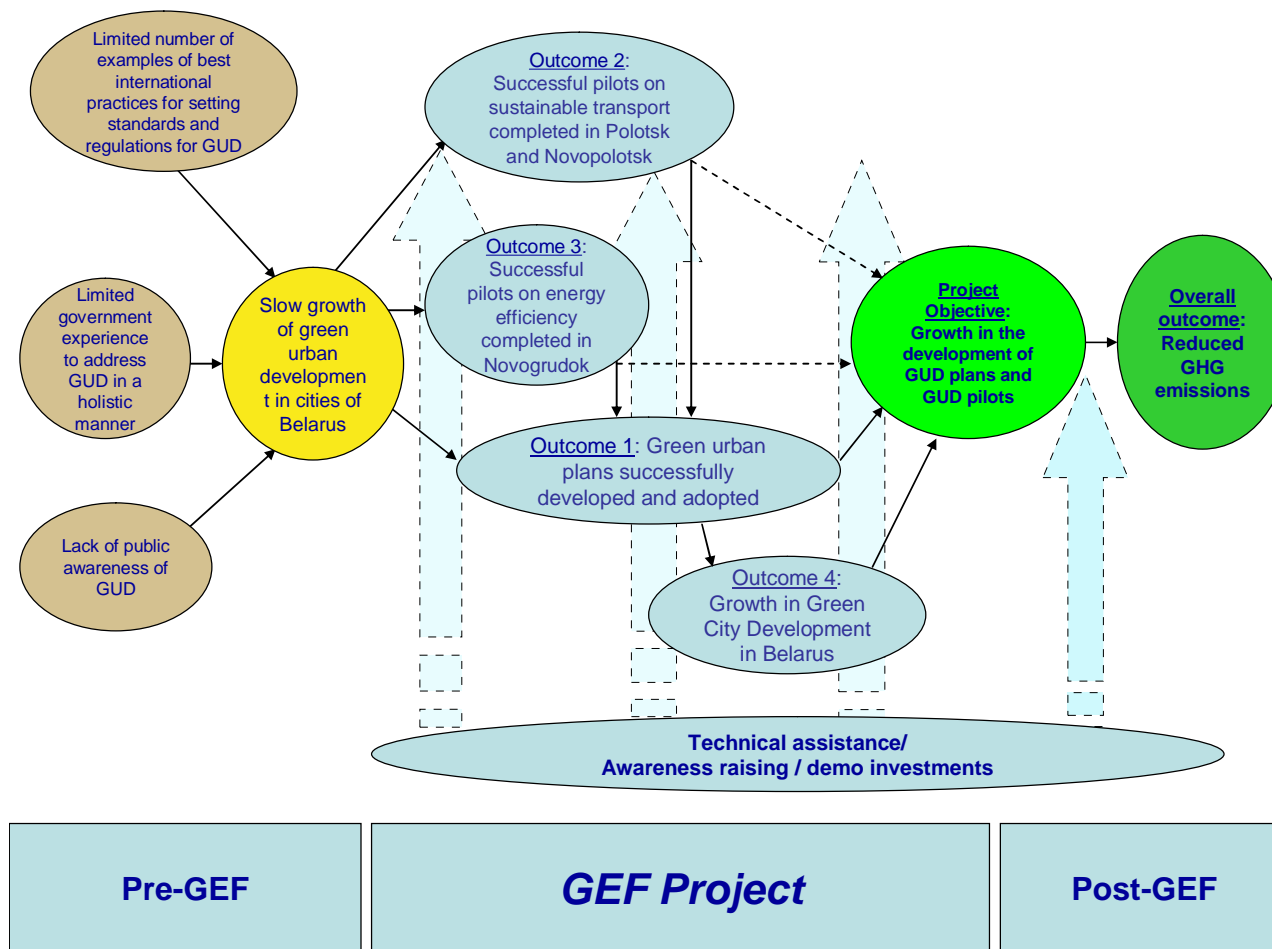 Limited number of
examples of best
international
practices for setting
standards and
regulations for GUD
Outcome 2:
Successful pilots on
sustainable transport
completed in Polotsk
and Novopolotsk
Limited
government
experience
to address
GUD in a
holistic
manner
Slow growth
of green
urban
developmen
t in cities of
Belarus
Outcome 3:
Successful
pilots on energy
efficiency
completed in
Novogrudok
Project
Objective:
Growth in the
development of
GUD plans and
GUD pilots
Overall
outcome:
Reduced
GHG
emissions
Outcome 1: Green urban
plans successfully
developed and adopted
Lack of public
awareness of
GUD
Outcome 4:
Growth in Green
City Development
in Belarus
Technical assistance/
Awareness raising / demo investments
Pre-GEF
GEF Project
Post-GEF